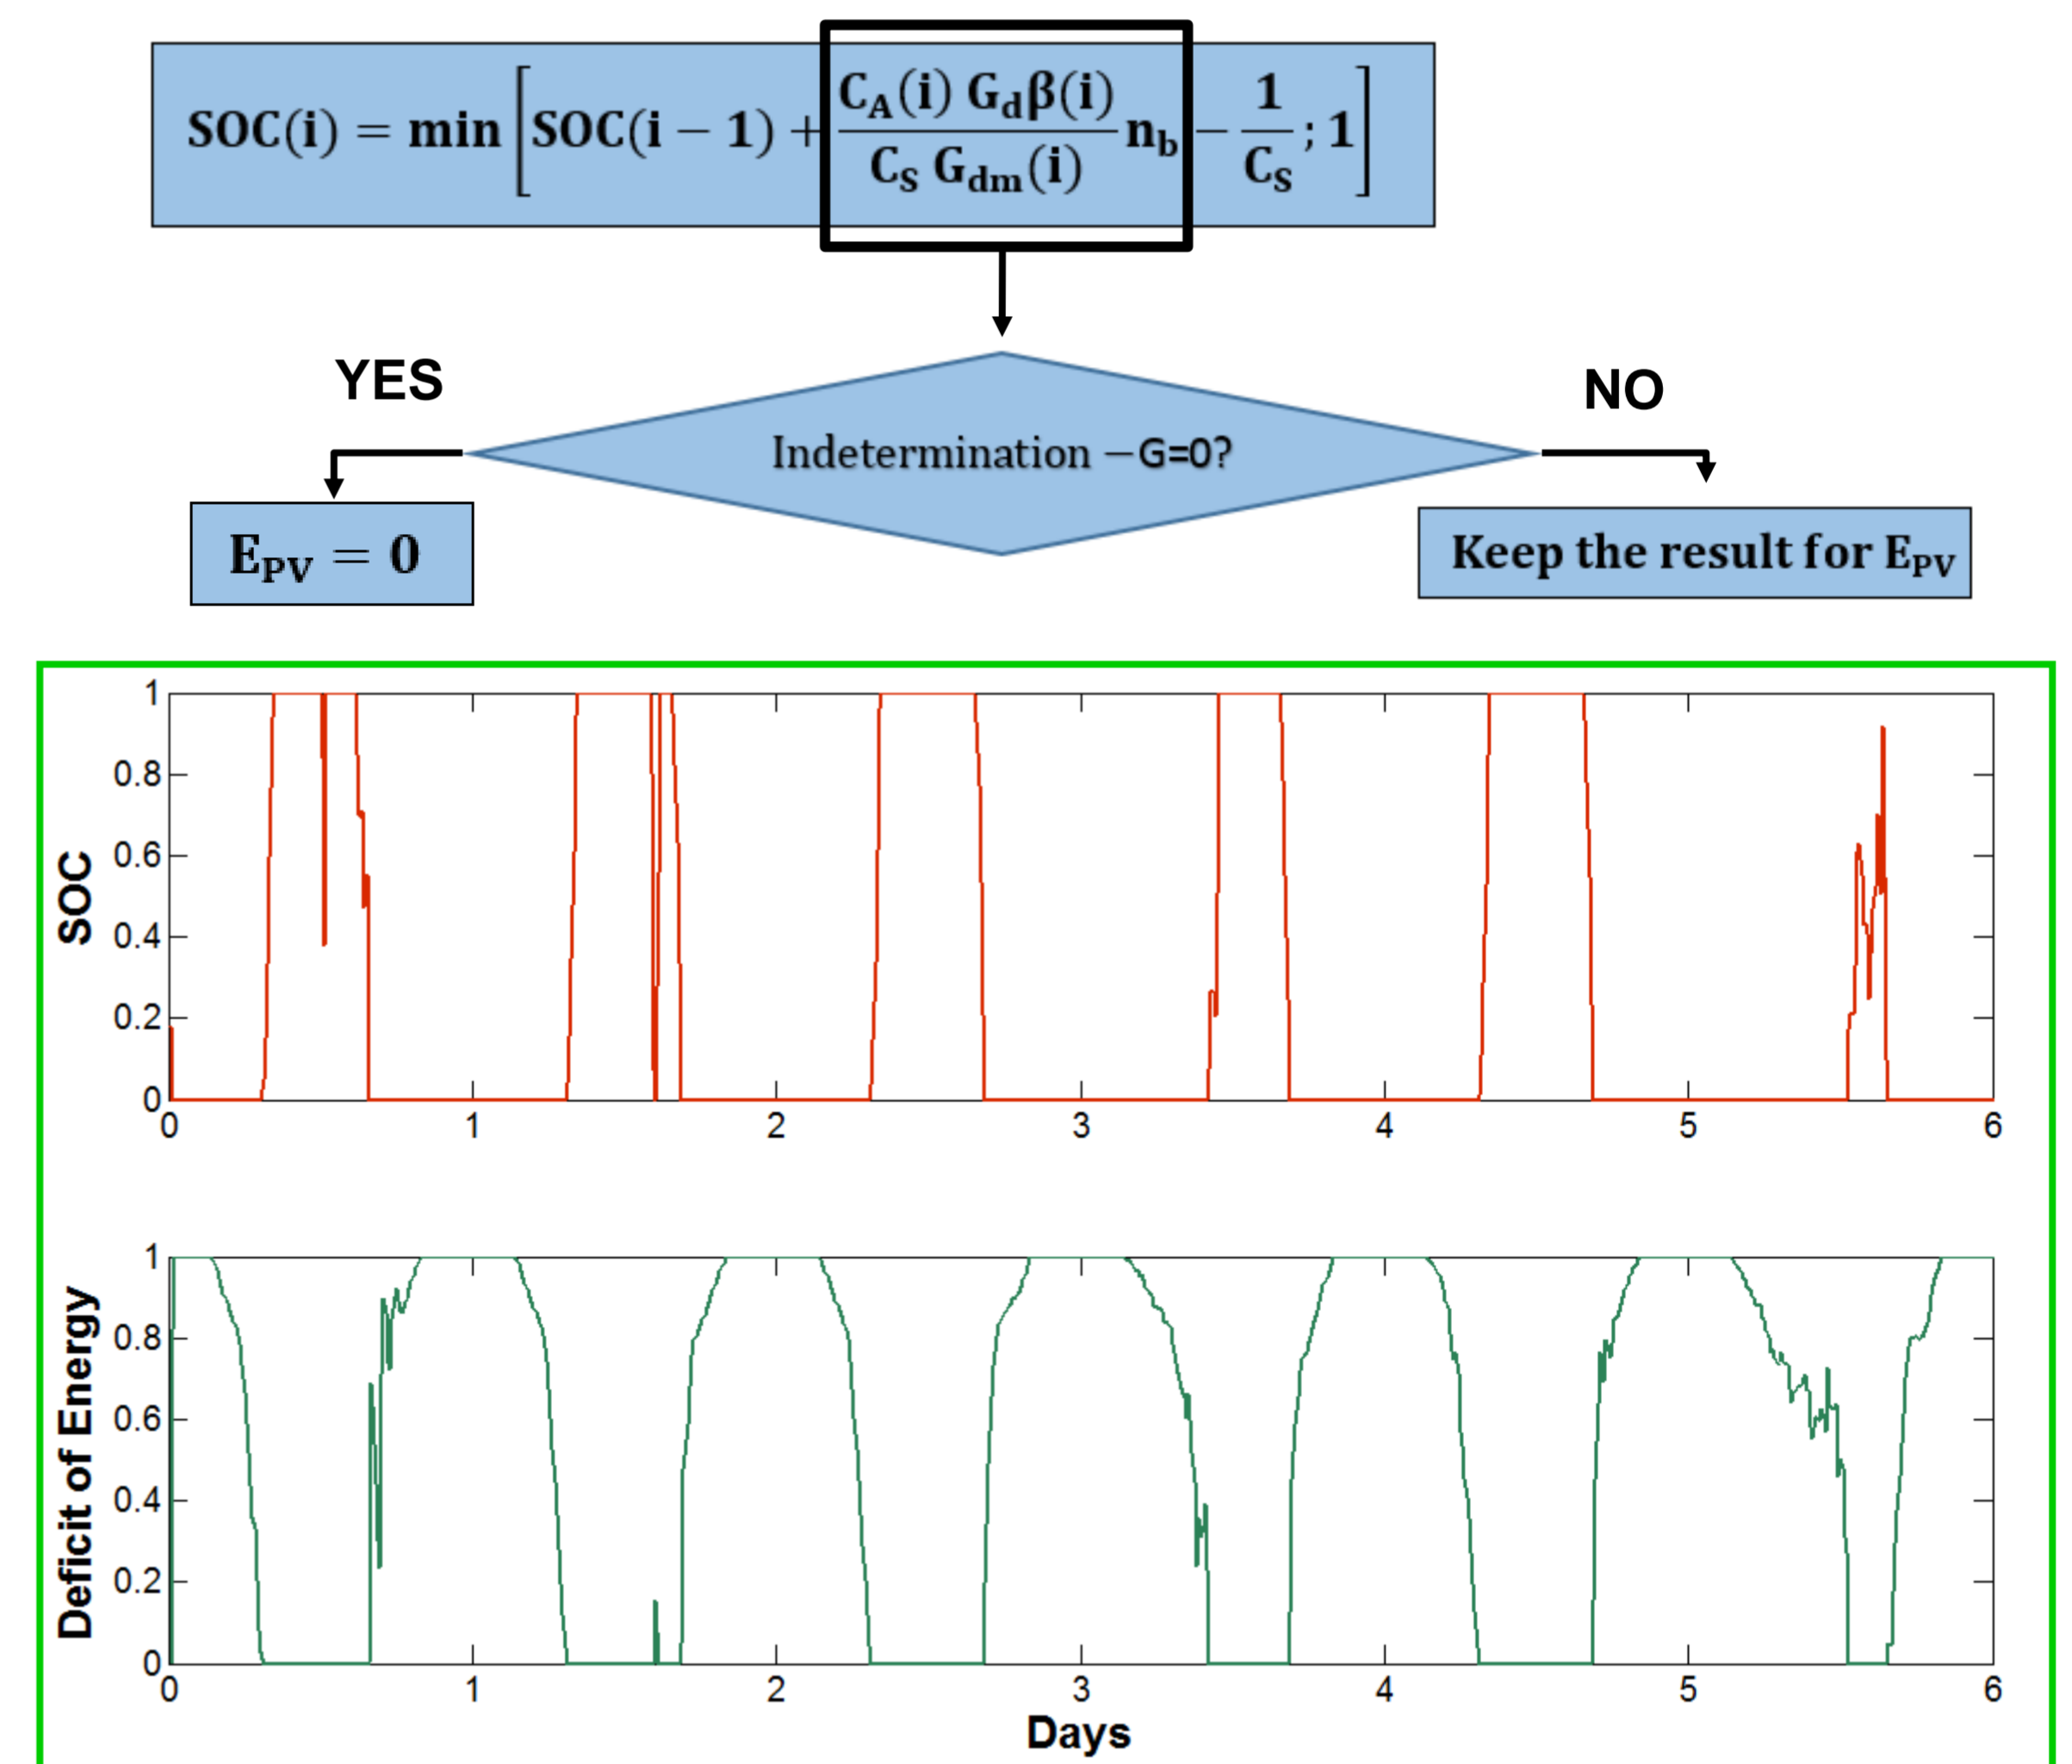 SOC(i) = min [SOC(i − 1) + C_A(i) G_dβ(i) / C_S G_dm(i) n_b − 1 / C_S ; 1]
YES
NO
Indetermination −G=0?
E_PV = 0
Keep the result for E_PV
SOC
1
0.8
0.6
0.4
0.2
0
0 1 2 3 4 5 6
Deficit of Energy
1
0.8
0.6
0.4
0.2
0
0 1 2 3 4 5 6
Days